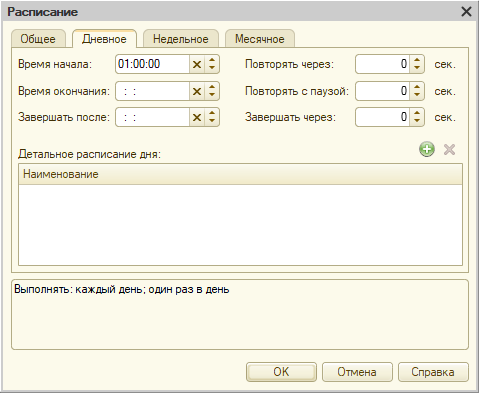 Расписание
Общее Дневное Недельное Месячное
Время начала: 01:00:00 Повторять через: 0 сек.
Время окончания: : : Повторять с паузой: 0 сек.
Завершать после: : : Завершать через: 0 сек.
Детальное расписание дня:
Наименование
Выполнять: каждый день; один раз в день
OK Отмена Справка